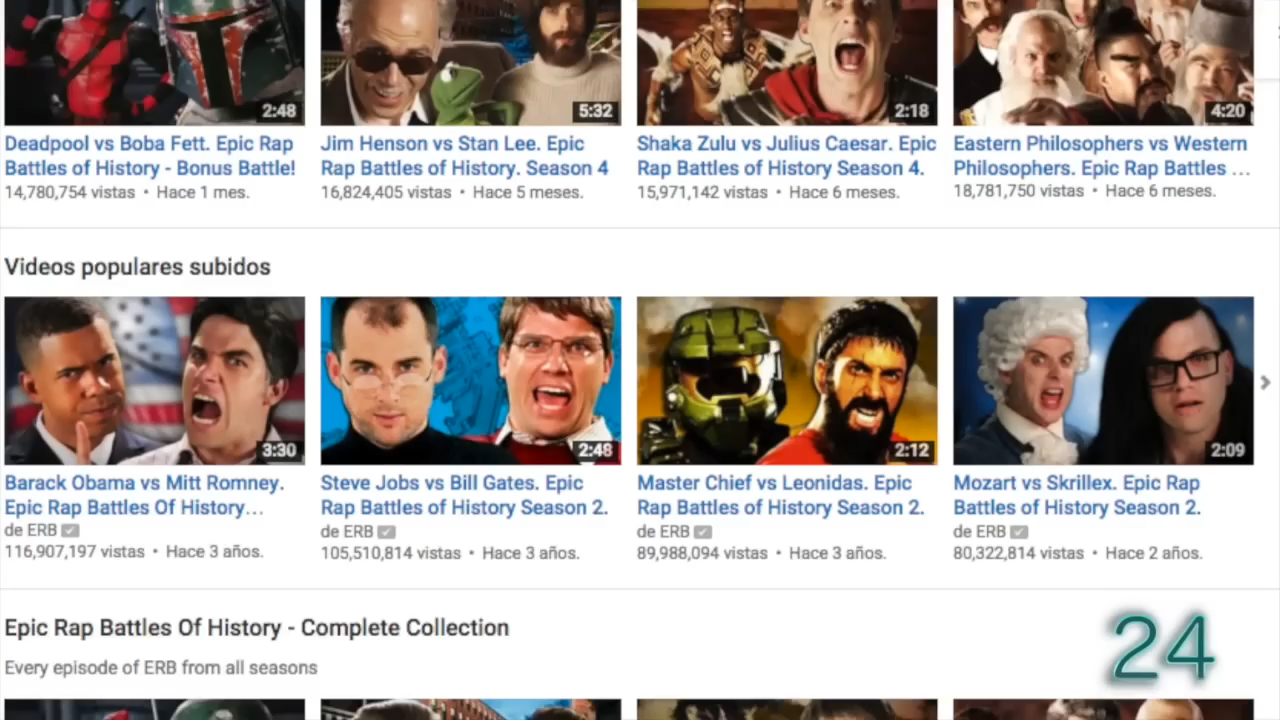 2:48
5:32
2:18
4:20
Deadpool vs Boba Fett. Epic Rap
Battles of History - Bonus Battle!
14,780,754 vistas • Hace 1 mes.
Jim Henson vs Stan Lee. Epic
Rap Battles of History. Season 4
16,824,405 vistas • Hace 5 meses.
Shaka Zulu vs Julius Caesar. Epic
Rap Battles of History Season 4.
15,971,142 vistas • Hace 6 meses.
Eastern Philosophers vs Western
Philosophers. Epic Rap Battles ...
18,781,750 vistas • Hace 6 meses.
Videos populares subidos
3:30
2:48
2:12
2:09
Barack Obama vs Mitt Romney.
Epic Rap Battles Of History...
de ERB
116,907,197 vistas • Hace 3 años.
Steve Jobs vs Bill Gates. Epic
Rap Battles of History Season 2.
de ERB
105,510,814 vistas • Hace 3 años.
Master Chief vs Leonidas. Epic
Rap Battles of History Season 2.
de ERB
89,988,094 vistas • Hace 3 años.
Mozart vs Skrillex. Epic Rap
Battles of History Season 2.
de ERB
80,322,814 vistas • Hace 2 años.
Epic Rap Battles Of History - Complete Collection
Every episode of ERB from all seasons
24